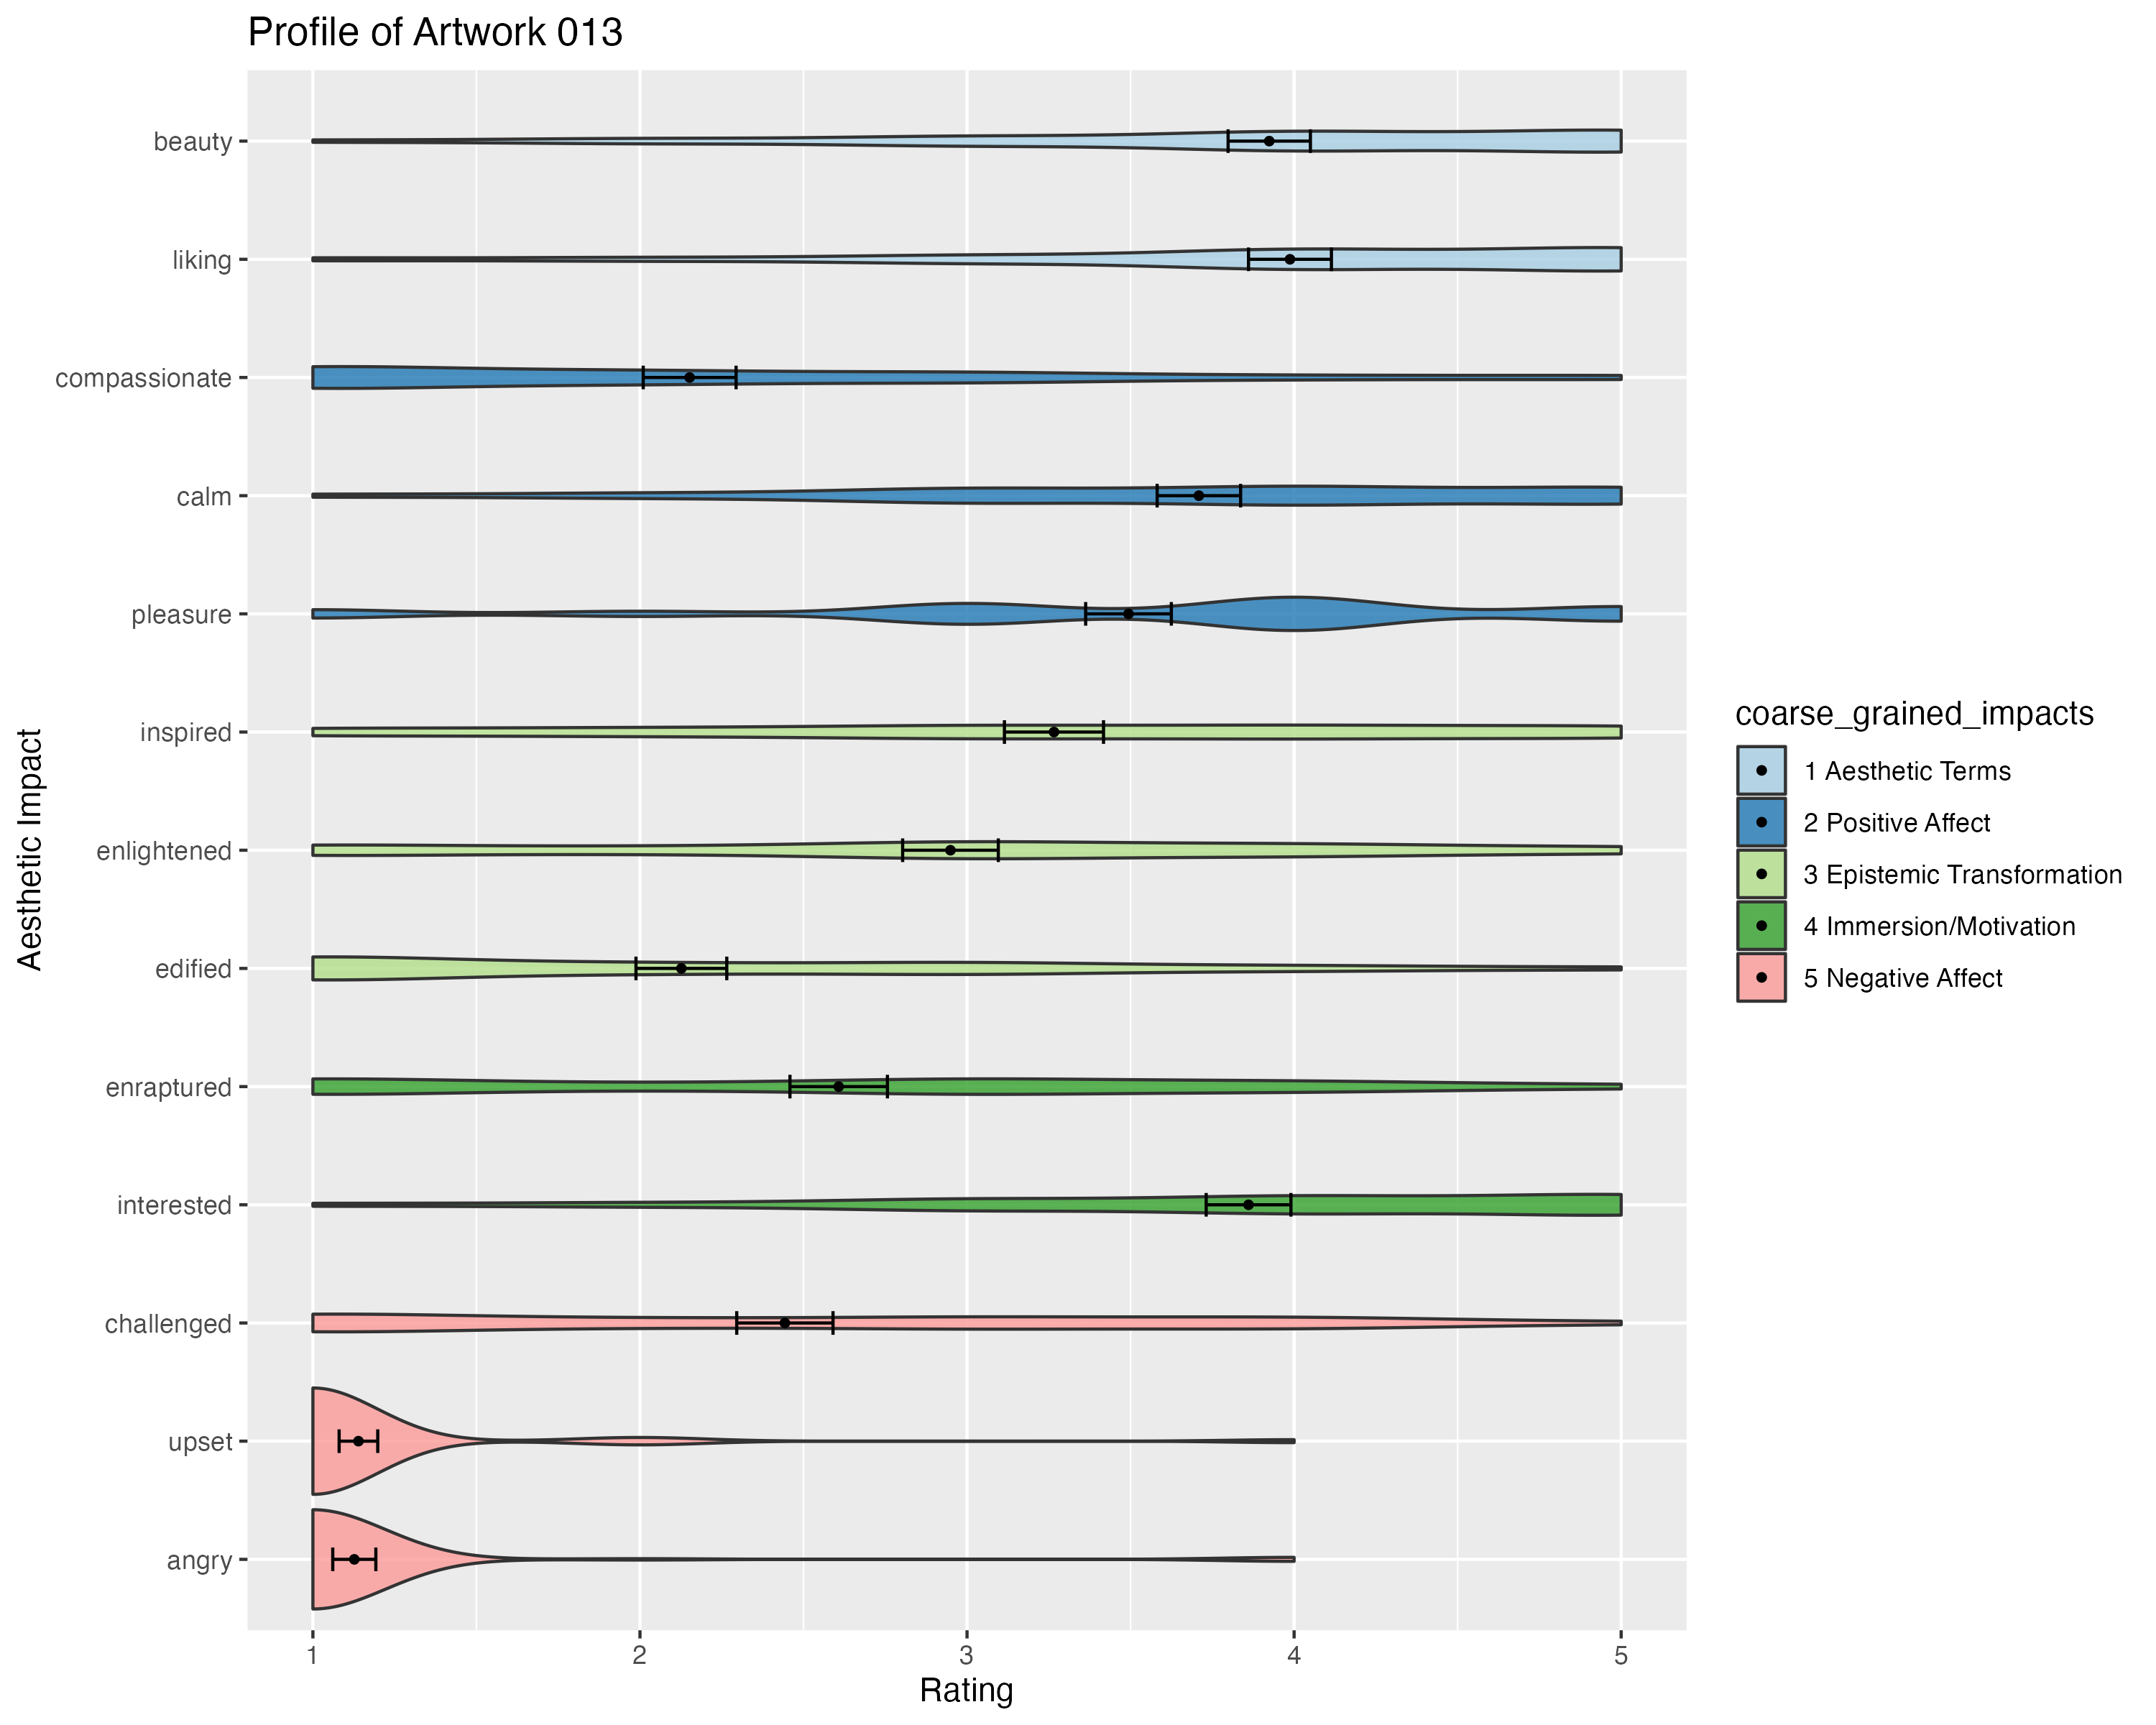 Profile of Artwork 013
beauty
liking
compassionate
calm
pleasure
inspired
enlightened
edified
enraptured
interested
challenged
upset
angry
Aesthetic Impact
1 2 3 4 5
Rating
coarse_grained_impacts
1 Aesthetic Terms
2 Positive Affect
3 Epistemic Transformation
4 Immersion/Motivation
5 Negative Affect